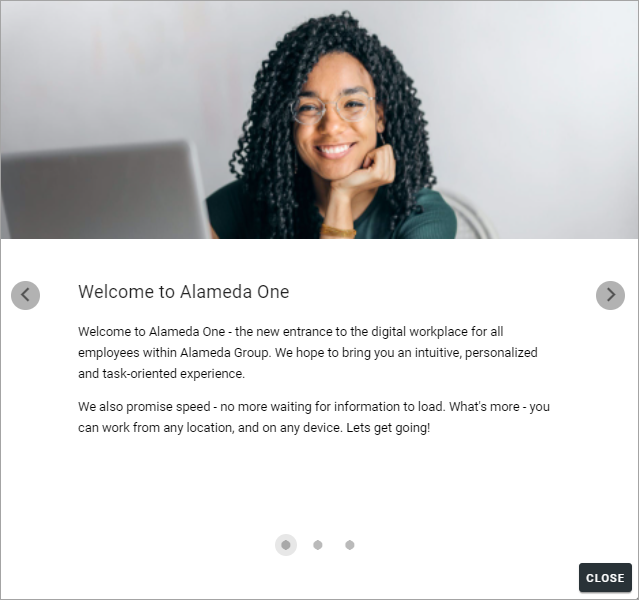 Welcome to Alameda One
Welcome to Alameda One - the new entrance to the digital workplace for all
employees within Alameda Group. We hope to bring you an intuitive, personalized
and task-oriented experience.
We also promise speed - no more waiting for information to load. What's more - you
can work from any location, and on any device. Lets get going!
CLOSE